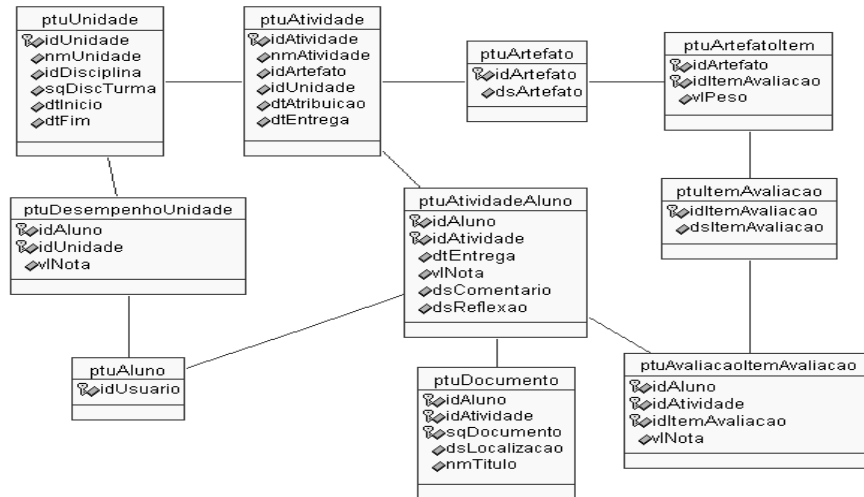 ptuUnidade
idUnidade
nmUnidade
idDisciplina
sqDiscTurma
dtInicio
dtFim
ptuAtividade
idAtividade
nmAtividade
idArtefato
idUnidade
dtAtribuicao
dtEntrega
ptuArtefato
idArtefato
dsArtefato
ptuArtefatoItem
idArtefato
idItemAvaliacao
vlPeso
ptuDesempenhoUnidade
idAluno
idUnidade
vlNota
ptuAtividadeAluno
idAluno
idAtividade
dtEntrega
vlNota
dsComentario
dsReflexao
ptuItemAvaliacao
idItemAvaliacao
dsItemAvaliacao
ptuAluno
idUsuario
ptuDocumento
idAluno
idAtividade
sqDocumento
dsLocalizacao
nmTitulo
ptuAvaliacaoItemAvaliacao
idAluno
idAtividade
idItemAvaliacao
vlNota